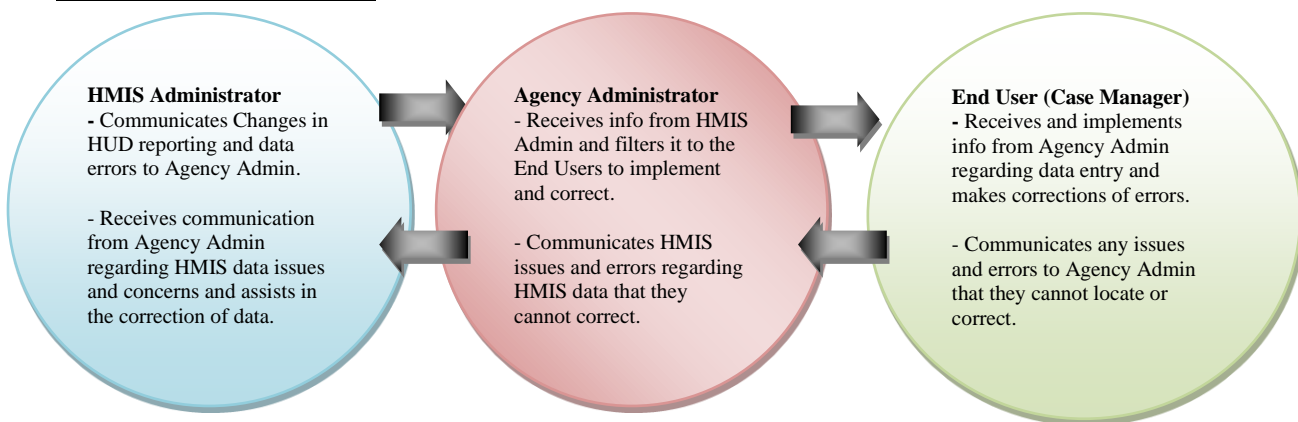 HMIS Administrator
- Communicates Changes in
HUD reporting and data
errors to Agency Admin.
- Receives communication
from Agency Admin
regarding HMIS data issues
and concerns and assists in
the correction of data.
Agency Administrator
- Receives info from HMIS
Admin and filters it to the
End Users to implement
and correct.
- Communicates HMIS
issues and errors regarding
HMIS data that they
cannot correct.
End User (Case Manager)
- Receives and implements
info from Agency Admin
regarding data entry and
makes corrections of errors.
- Communicates any issues
and errors to Agency Admin
that they cannot locate or
correct.